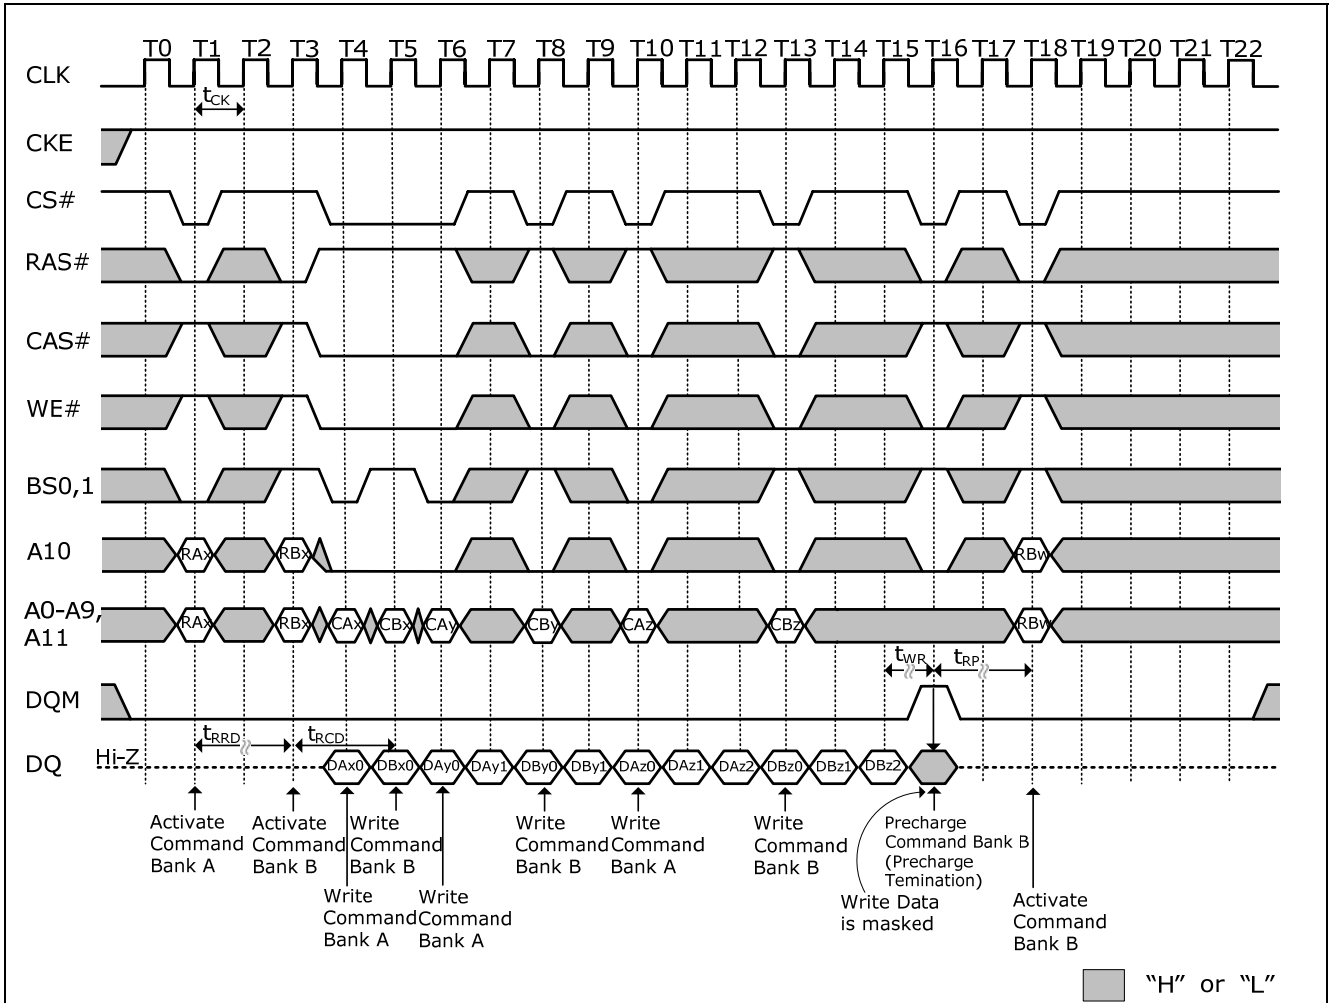 T0 T1 T2 T3 T4 T5 T6 T7 T8 T9 T10 T11 T12 T13 T14 T15 T16 T17 T18 T19 T20 T21 T22
CLK
tCK
CKE
CS#
RAS#
CAS#
WE#
BS0,1
A10
RAx RBx RBw
A0-A9,
A11
RAx RBx CAx CBx CAy CBy CAz CBz RBw
tWR tRP
DQM
tRRD tRCD
DQ Hi-Z DAx0 DBx0 DAy0 DAy1 DBy0 DBy1 DAz0 DAz1 DAz2 DBz0 DBz1 DBz2
Activate
Command
Bank A
Activate
Command
Bank B
Write
Command
Bank A
Write
Command
Bank B
Write
Command
Bank A
Write
Command
Bank B
Write
Command
Bank A
Write
Command
Bank B
Precharge
Command Bank B
(Precharge
Temination)
Write Data
is masked
Activate
Command
Bank B
“H” or “L”